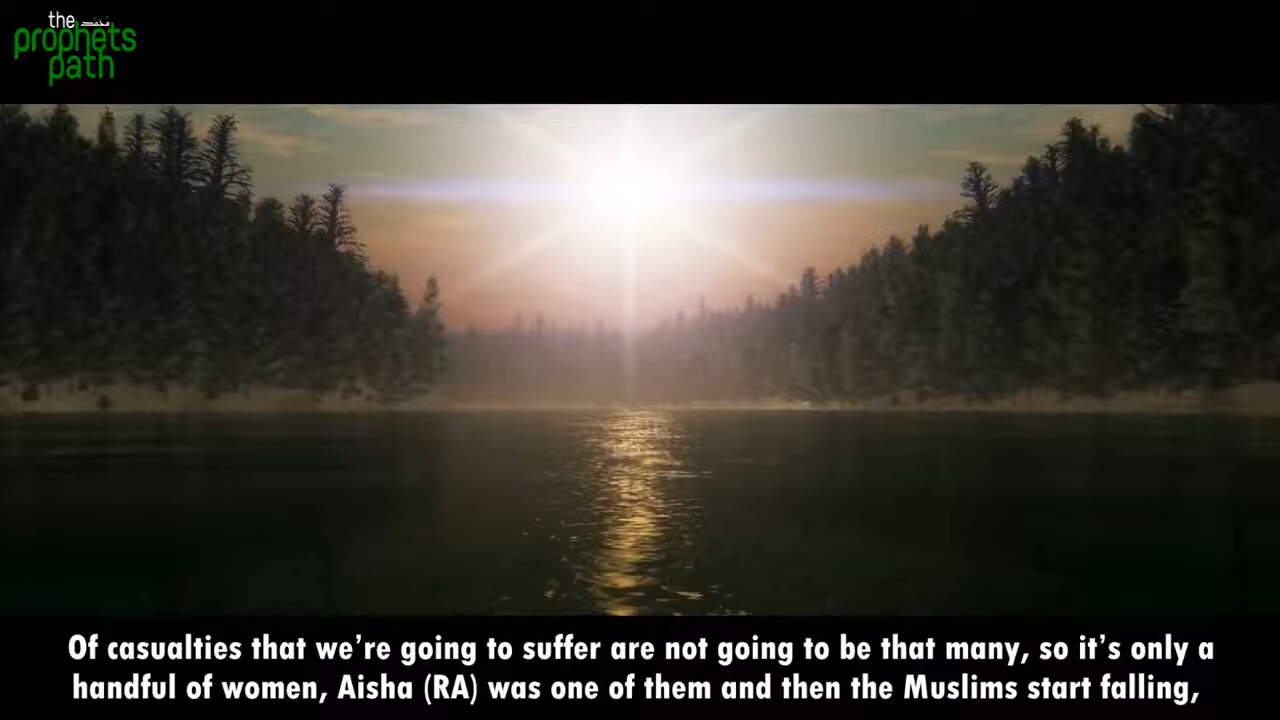 the
prophets
path
Of casualties that we're going to suffer are not going to be that many, so it's only a
handful of women, Aisha (RA) was one of them and then the Muslims start falling,